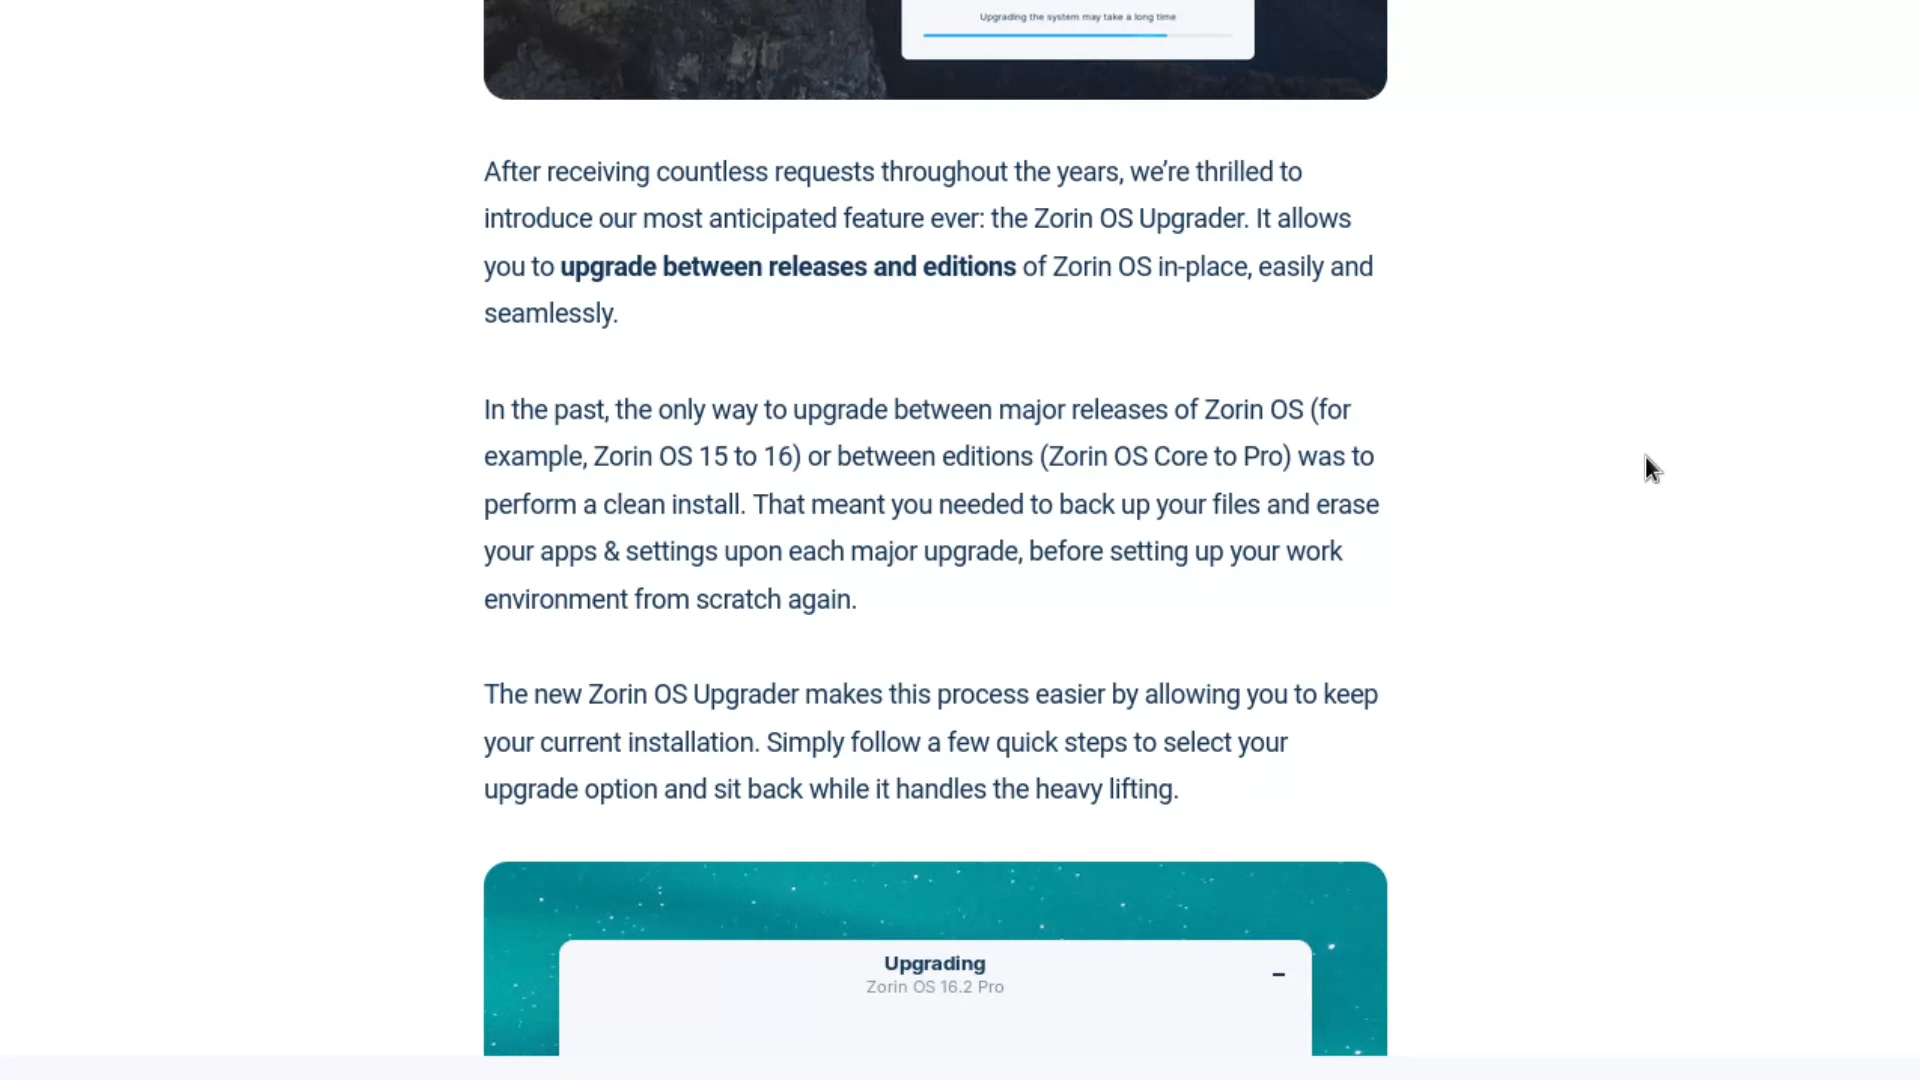 Upgrading the system may take a long time
After receiving countless requests throughout the years, we’re thrilled to
introduce our most anticipated feature ever: the Zorin OS Upgrader. It allows
you to upgrade between releases and editions of Zorin OS in-place, easily and
seamlessly.
In the past, the only way to upgrade between major releases of Zorin OS (for
example, Zorin OS 15 to 16) or between editions (Zorin OS Core to Pro) was to
perform a clean install. That meant you needed to back up your files and erase
your apps & settings upon each major upgrade, before setting up your work
environment from scratch again.
The new Zorin OS Upgrader makes this process easier by allowing you to keep
your current installation. Simply follow a few quick steps to select your
upgrade option and sit back while it handles the heavy lifting.
Upgrading
Zorin OS 16.2 Pro